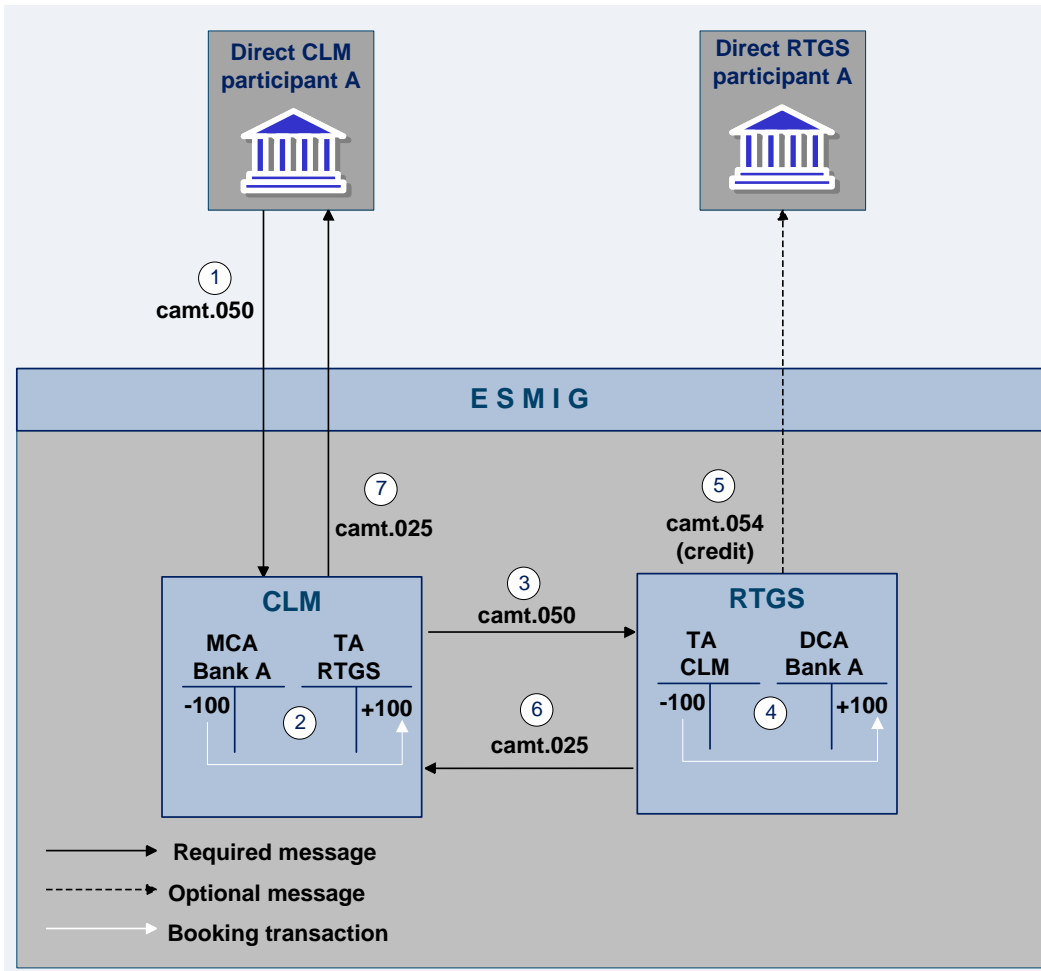 Direct CLM
participant A
Direct RTGS
participant A
1
camt.050
E S M I G
7
camt.025
5
camt.054
(credit)
CLM
MCA
Bank A
TA
RTGS
-100
2
+100
3
camt.050
6
camt.025
RTGS
TA
CLM
DCA
Bank A
-100
4
+100
Required message
Optional message
Booking transaction